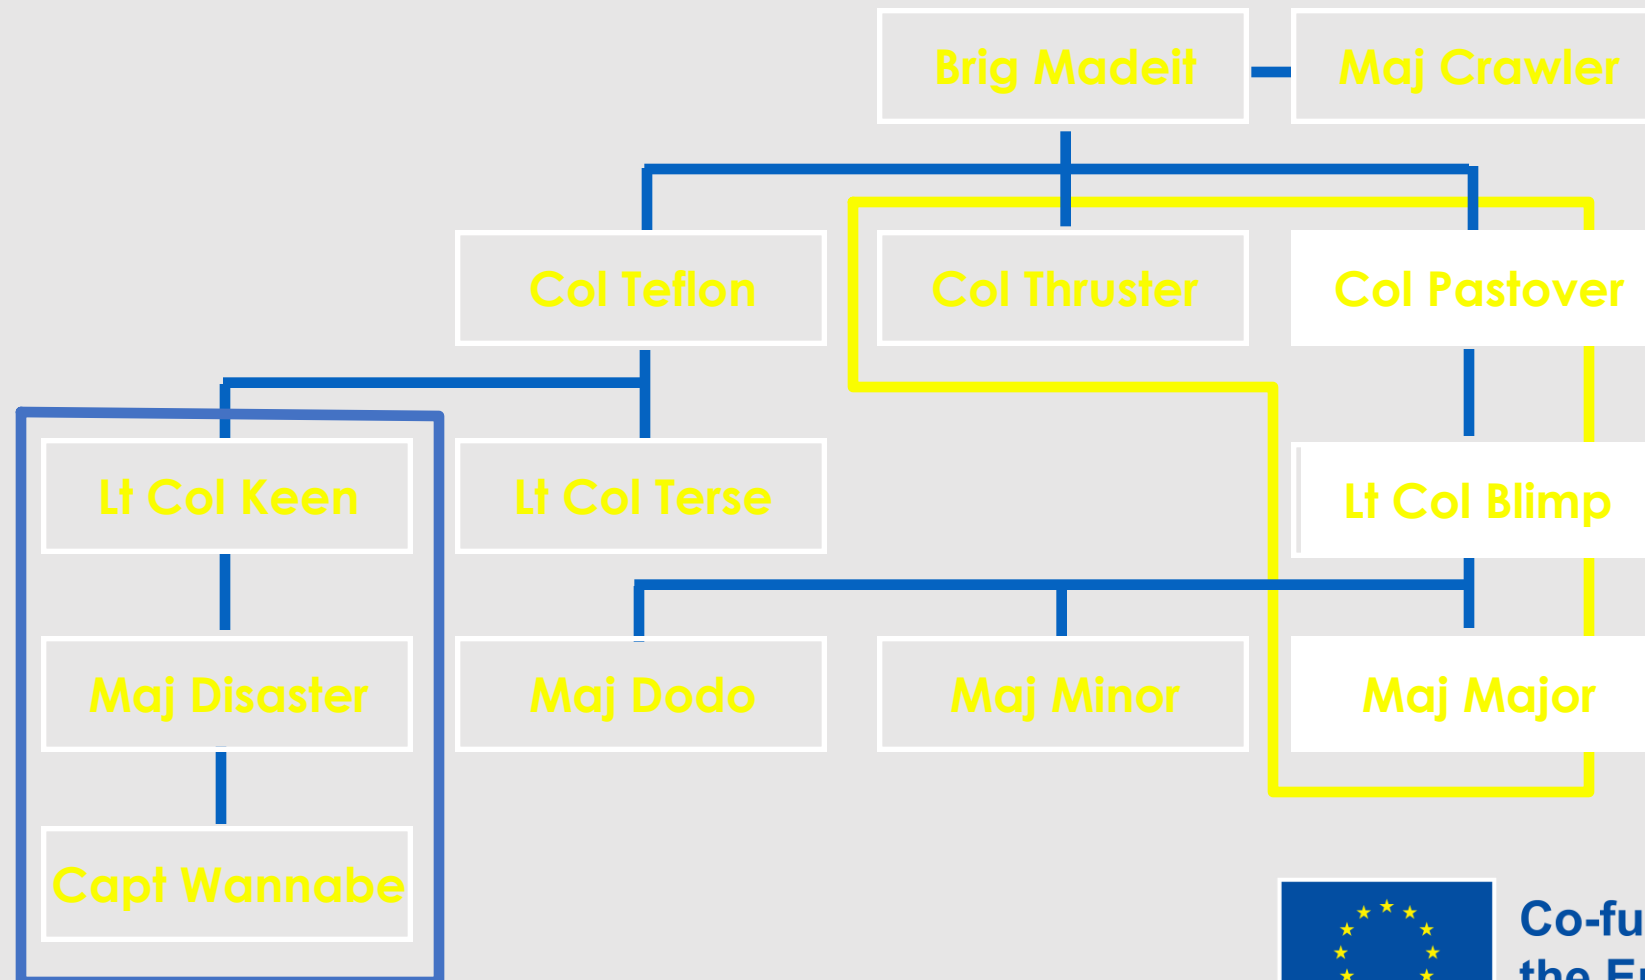 Brig Madeit
Maj Crawler
Col Teflon
Col Thruster
Col Pastover
Lt Col Keen
Lt Col Terse
Lt Col Blimp
Maj Disaster
Maj Dodo
Maj Minor
Maj Major
Capt Wannabe
Co-fu
the E